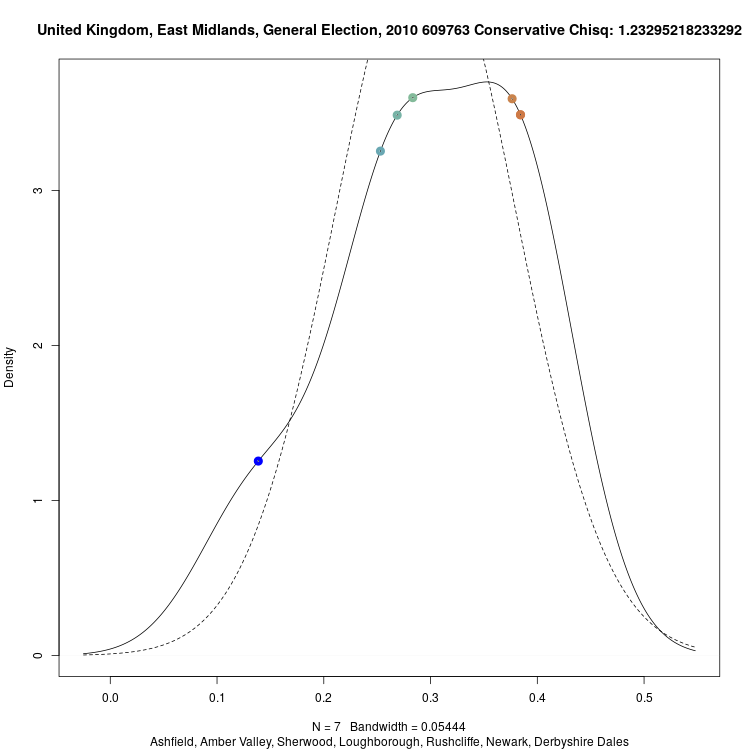 United Kingdom, East Midlands, General Election, 2010 609763 Conservative Chisq: 1.23295218233292
Density
3
2
1
0
0.0 0.1 0.2 0.3 0.4 0.5
N = 7 Bandwidth = 0.05444
Ashfield, Amber Valley, Sherwood, Loughborough, Rushcliffe, Newark, Derbyshire Dales